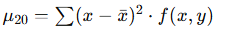 μ₂₀ = ∑(x − x̄)² · f(x, y)